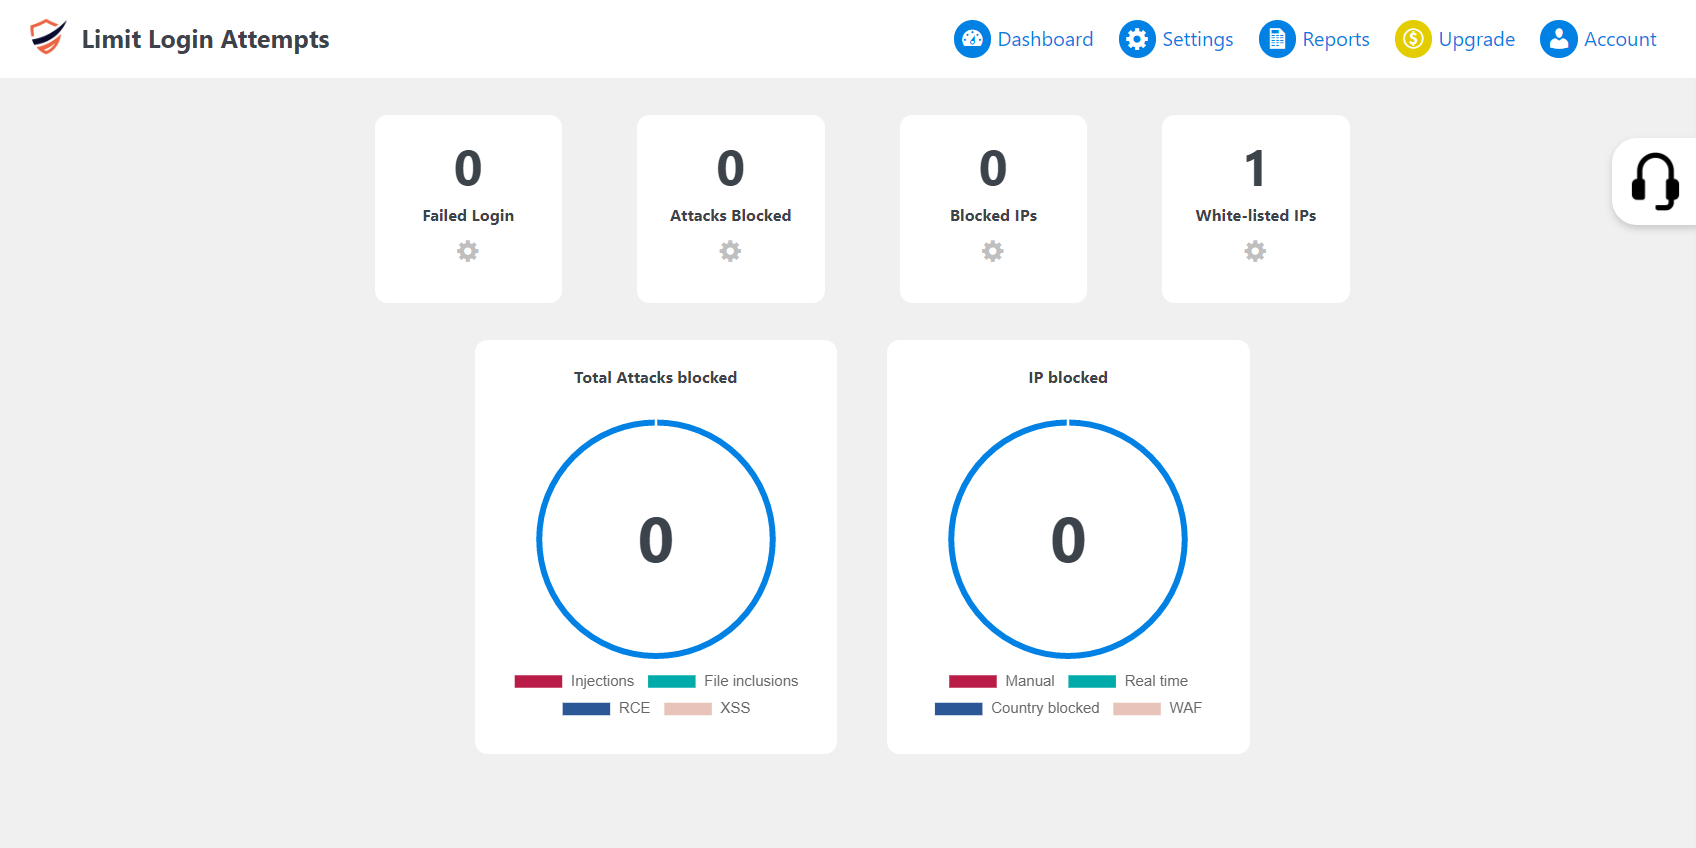 Limit Login Attempts
Dashboard Settings Reports Upgrade Account
0 0 0 1
Failed Login Attacks Blocked Blocked IPs White-listed IPs
Total Attacks blocked
0
Injections File inclusions
RCE XSS
IP blocked
0
Manual Real time
Country blocked WAF